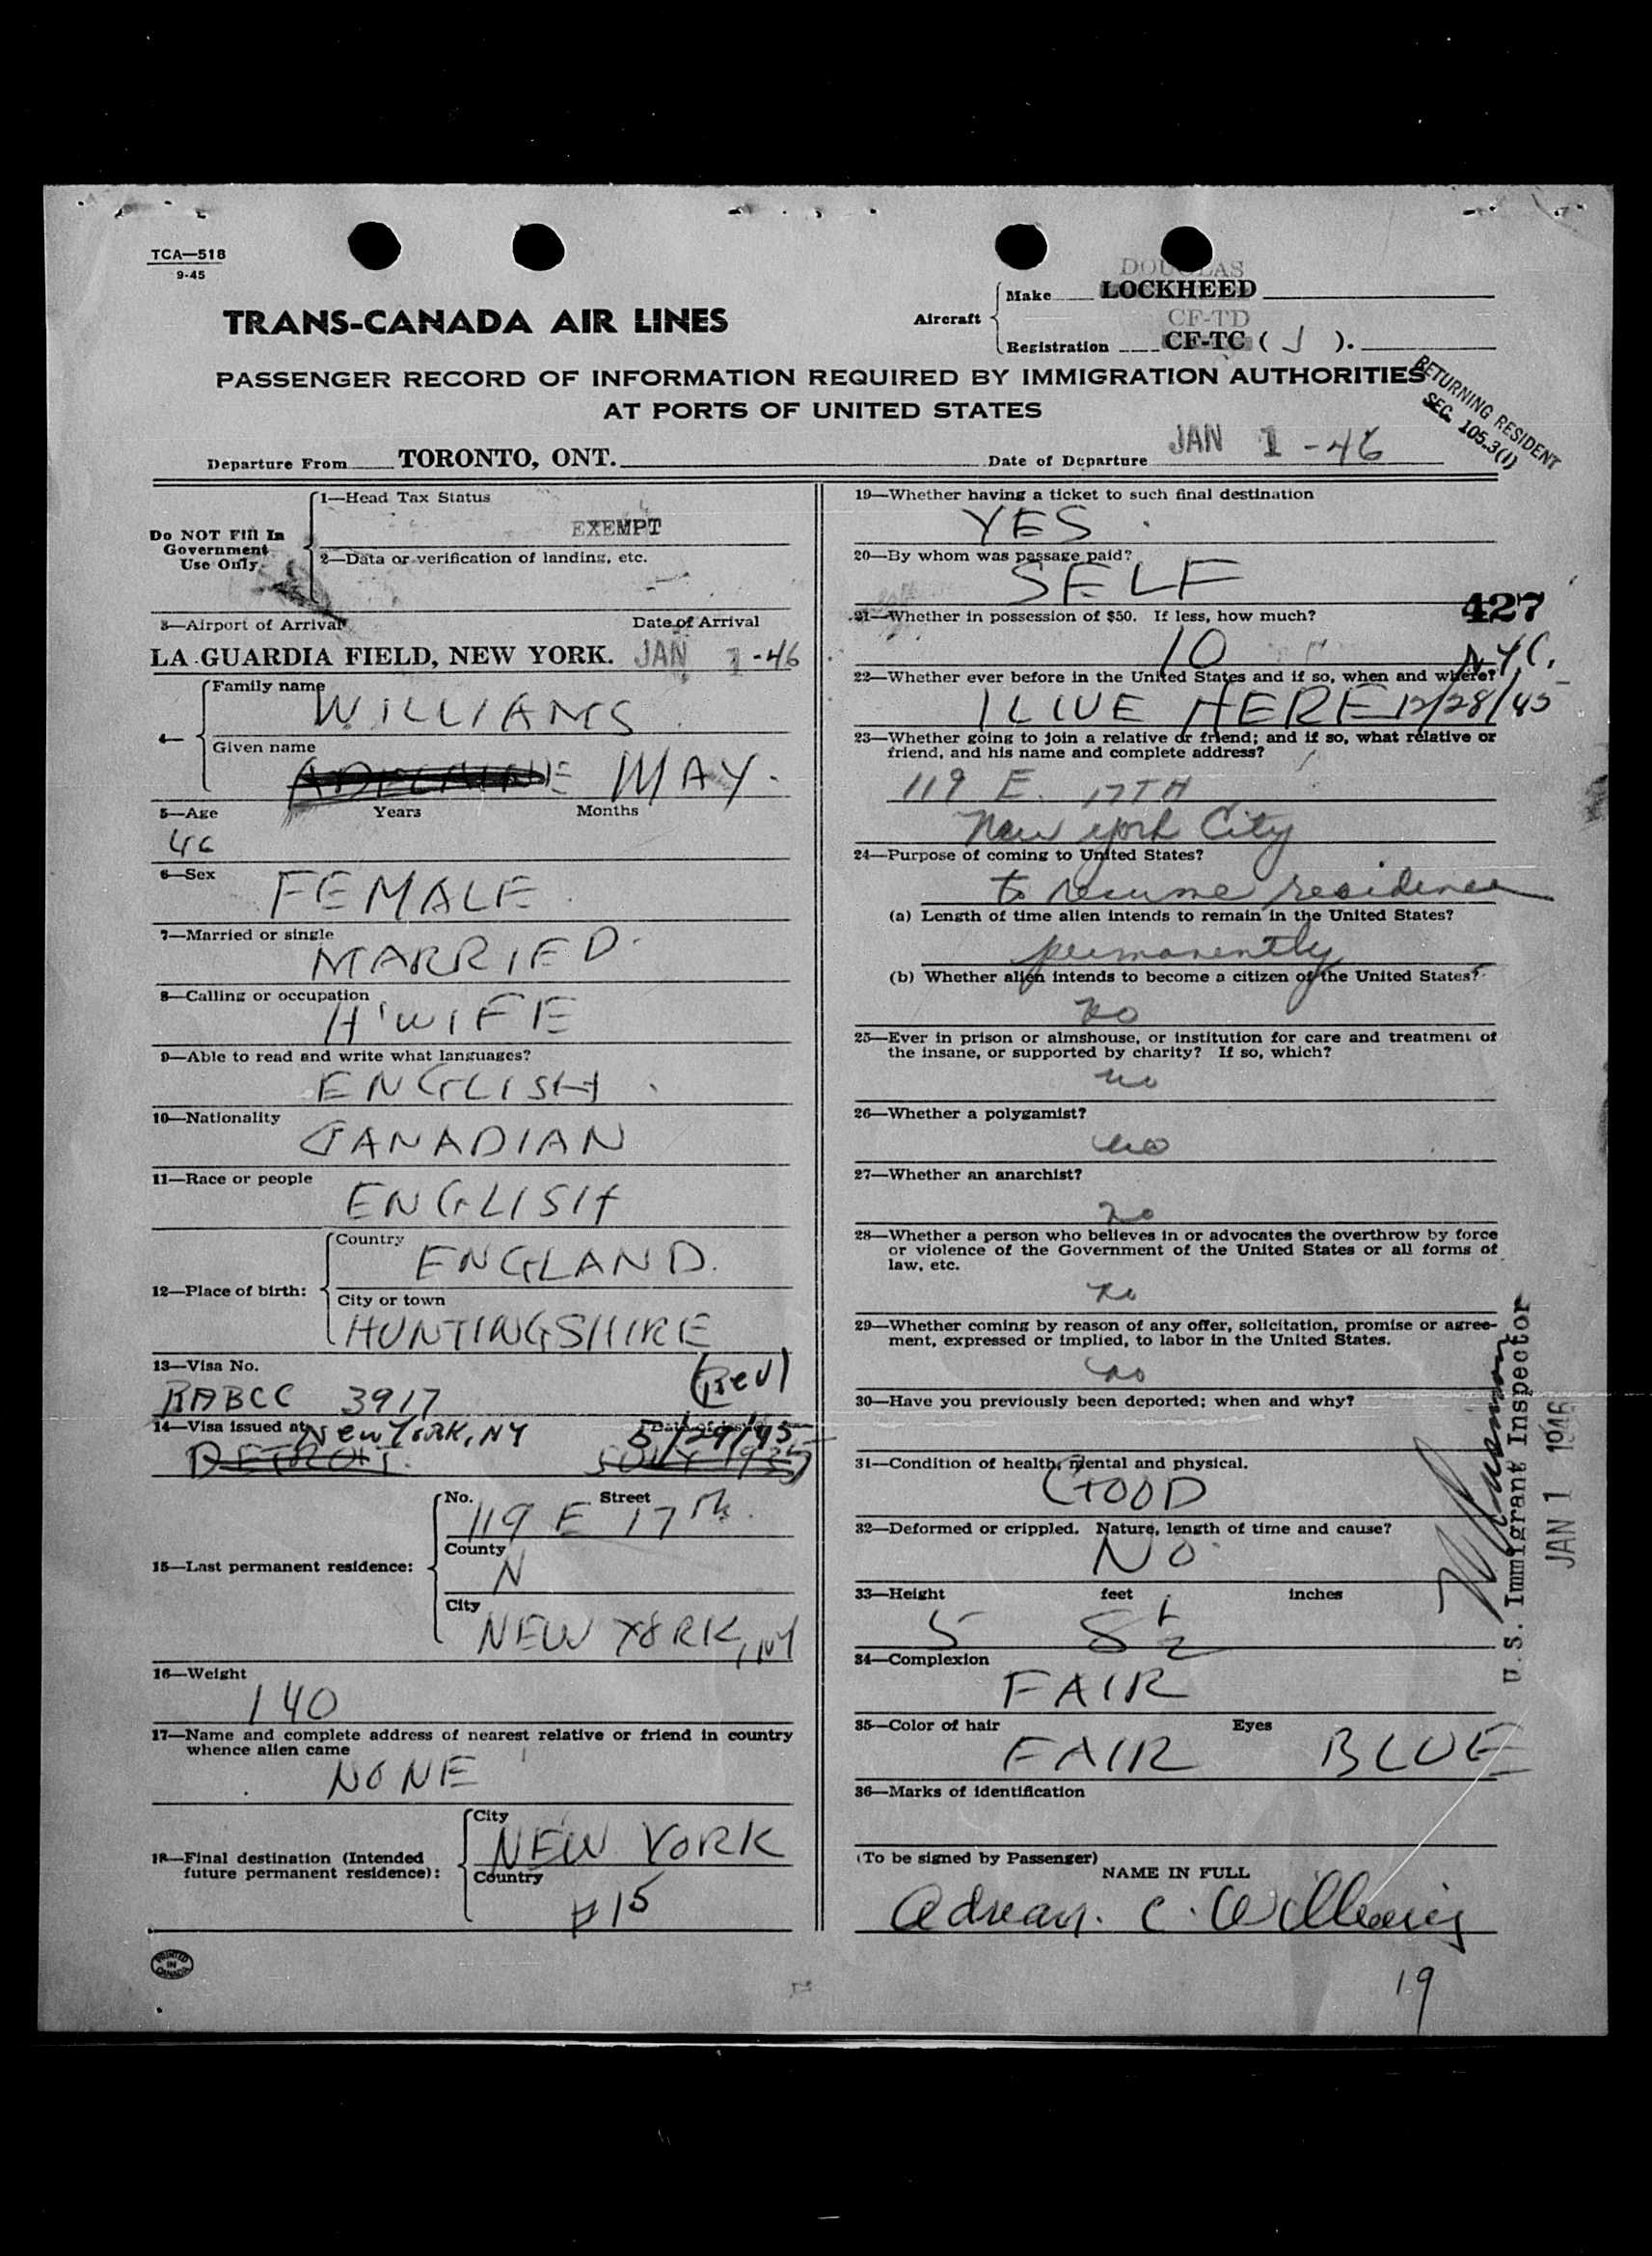 TCA—518
9-45
DOUGLAS
Aircraft
Make LOCKHEED
CF-TD
Registration CF-TC ( J ).
TRANS-CANADA AIR LINES
PASSENGER RECORD OF INFORMATION REQUIRED BY IMMIGRATION AUTHORITIES
AT PORTS OF UNITED STATES
RETURNING RESIDENT
SEC. 105.3(1)
Departure From TORONTO, ONT. Date of Departure JAN 1 - 46
Do NOT Fill In
Government
Use Only.
1—Head Tax Status
EXEMPT
2—Data or verification of landing, etc.
3—Airport of Arrival Date of Arrival
LA GUARDIA FIELD, NEW YORK. JAN 1 - 46
4—
Family name
WILLIAMS
Given name
MAY.
5—Age Years Months
46
6—Sex
FEMALE
7—Married or single
MARRIED.
8—Calling or occupation
H'WIFE
9—Able to read and write what languages?
ENGLISH
10—Nationality
CANADIAN
11—Race or people
ENGLISH
12—Place of birth:
Country
ENGLAND.
City or town
HUNTINGSHIRE
13—Visa No.
RABCC 3917 (Rev)
14—Visa issued at New York, NY Date of issue 5/29/45
DETROIT. JULY 1937
15—Last permanent residence:
No. Street
119 E 17th.
County
N
City
NEW YORK, NY
16—Weight
140
17—Name and complete address of nearest relative or friend in country
whence alien came
NONE
18—Final destination (Intended
future permanent residence):
City
NEW YORK
Country
# 15
PRINTED
IN
CANADA
19—Whether having a ticket to such final destination
YES
20—By whom was passage paid?
SELF
427
21—Whether in possession of $50. If less, how much?
10
N.Y.C.
22—Whether ever before in the United States and if so, when and where?
I LIVE HERE 12/28/45
23—Whether going to join a relative or friend; and if so, what relative or
friend, and his name and complete address?
119 E. 17TH
New York City
24—Purpose of coming to United States?
to resume residence
(a) Length of time alien intends to remain in the United States?
permanently
(b) Whether alien intends to become a citizen of the United States?
no
25—Ever in prison or almshouse, or institution for care and treatment of
the insane, or supported by charity? If so, which?
no
26—Whether a polygamist?
no
27—Whether an anarchist?
no
28—Whether a person who believes in or advocates the overthrow by force
or violence of the Government of the United States or all forms of
law, etc.
no
29—Whether coming by reason of any offer, solicitation, promise or agree-
ment, expressed or implied, to labor in the United States.
no
30—Have you previously been deported; when and why?
31—Condition of health, mental and physical.
GOOD
32—Deformed or crippled. Nature, length of time and cause?
NO
33—Height feet inches
5 8 1/2
34—Complexion
FAIR
35—Color of hair Eyes
FAIR BLUE
36—Marks of identification
(To be signed by Passenger)
NAME IN FULL
C. Williams
19
U.S. Immigrant Inspector
JAN 1 1946